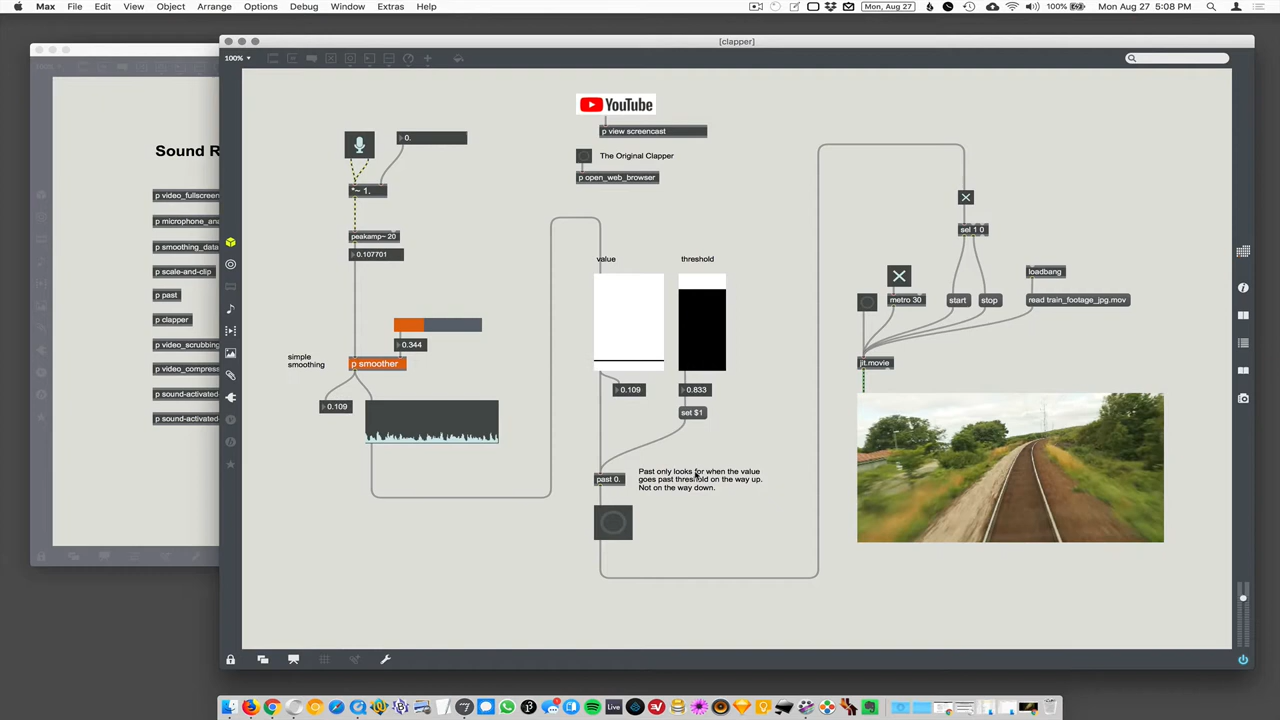 Max File Edit View Object Arrange Options Debug Window Extras Help
Mon, Aug 27
100%
Mon Aug 27 5:08 PM
[clapper]
100%
100%
Sound R
p video_fullscreen
p microphone_an
p smoothing_data
p scale-and-clip
p past
p clapper
p video_scrubbing
p video_compres
p sound-activated
p sound-activated
YouTube
p view screencast
The Original Clapper
p open_web_browser
0.
*~ 1.
peakamp~ 20
0.107701
0.344
simple
smoothing
p smoother
0.109
value
threshold
0.109
0.833
set $1
past 0.
Past only looks for when the value
goes past threshold on the way up.
Not on the way down.
sel 1 0
metro 30
start
stop
loadbang
read train_footage_jpg.mov
jit.movie
Live